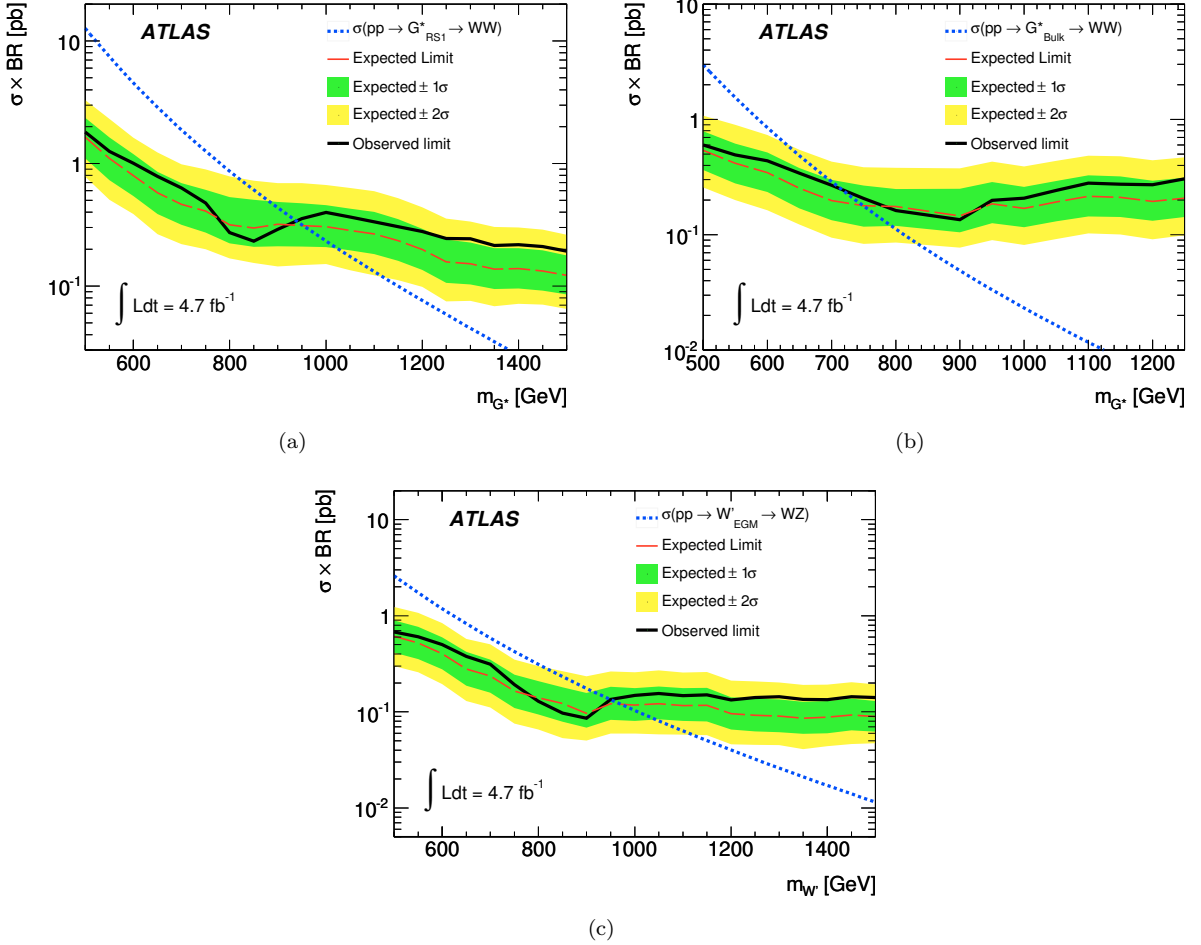 σ × BR [pb]
ATLAS
σ(pp → G*RS1 → WW)
Expected Limit
Expected ± 1σ
Expected ± 2σ
Observed limit
10
1
10⁻¹
∫ Ldt = 4.7 fb⁻¹
600 800 1000 1200 1400
mG* [GeV]
(a)
σ × BR [pb]
ATLAS
σ(pp → G*Bulk → WW)
Expected Limit
Expected ± 1σ
Expected ± 2σ
Observed limit
10
1
10⁻¹
10⁻²
∫ Ldt = 4.7 fb⁻¹
500 600 700 800 900 1000 1100 1200
mG* [GeV]
(b)
σ × BR [pb]
ATLAS
σ(pp → W'EGM → WZ)
Expected Limit
Expected ± 1σ
Expected ± 2σ
Observed limit
10
1
10⁻¹
10⁻²
∫ Ldt = 4.7 fb⁻¹
600 800 1000 1200 1400
mW' [GeV]
(c)